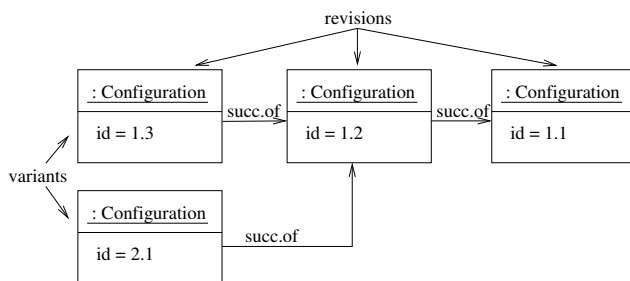 revisions
: Configuration
: Configuration
: Configuration
succ.of
succ.of
id = 1.3
id = 1.2
id = 1.1
variants
: Configuration
succ.of
id = 2.1